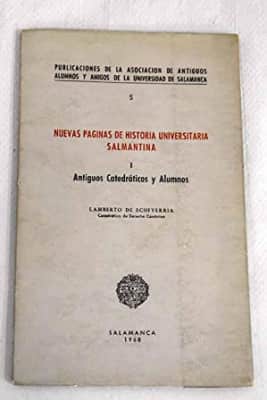 PUBLICACIONES DE LA ASOCIACION DE ANTIGUOS
ALUMNOS Y AMIGOS DE LA UNIVERSIDAD DE SALAMANCA
5
NUEVAS PAGINAS DE HISTORIA UNIVERSITARIA
SALMANTINA
I
Antiguos Catedráticos y Alumnos
LAMBERTO DE ECHEVERRIA
Catedrático de Derecho Canónico
SALAMANCA
1968